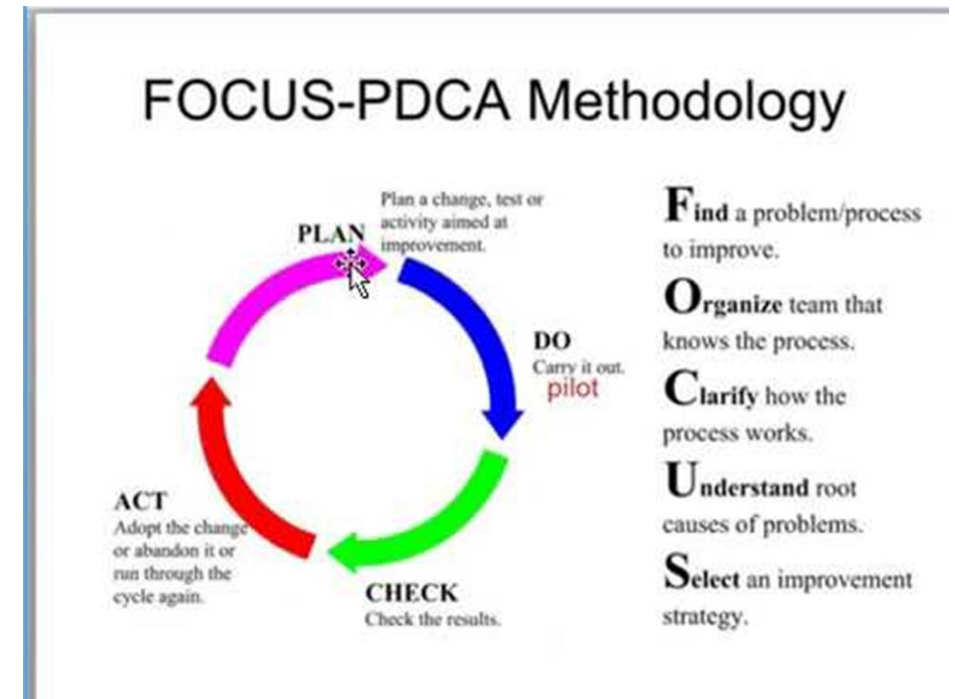 FOCUS-PDCA Methodology
PLAN
Plan a change, test or
activity aimed at
improvement.
DO
Carry it out.
pilot
CHECK
Check the results.
ACT
Adopt the change
or abandon it or
run through the
cycle again.
Find a problem/process
to improve.
Organize team that
knows the process.
Clarify how the
process works.
Understand root
causes of problems.
Select an improvement
strategy.